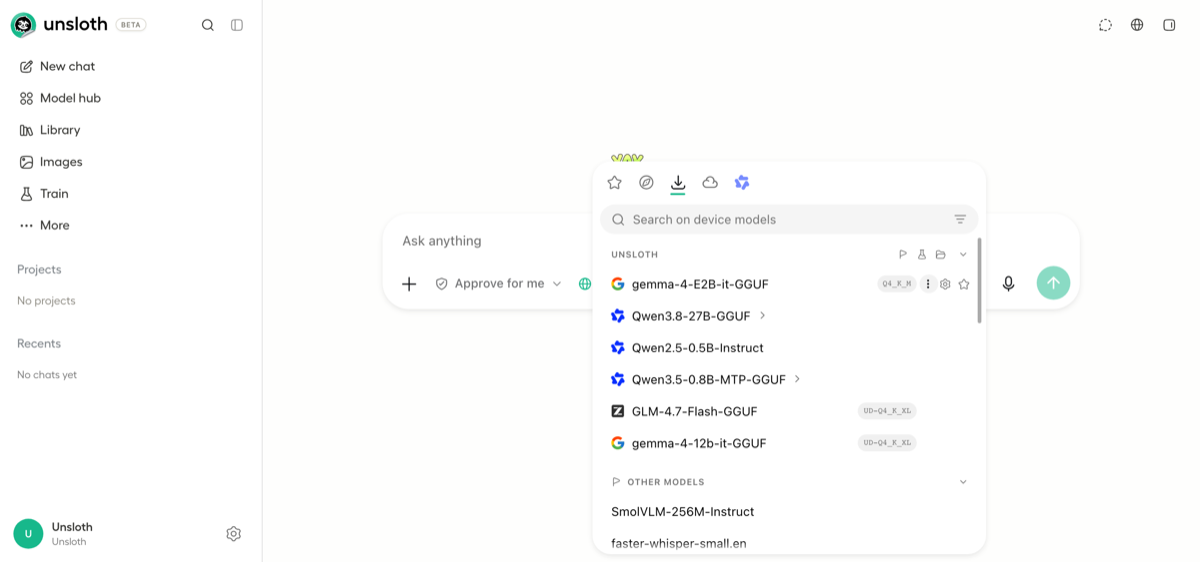 unsloth BETA
New chat
Model hub
Library
Images
Train
More
Projects
No projects
Recents
No chats yet
Unsloth
Unsloth
U
Ask anything
Approve for me
Search on device models
UNSLOTH
gemma-4-E2B-it-GGUF Q4_K_M
Qwen3.8-27B-GGUF
Qwen2.5-0.5B-Instruct
Qwen3.5-0.8B-MTP-GGUF
GLM-4.7-Flash-GGUF UD-Q4_K_XL
gemma-4-12b-it-GGUF UD-Q4_K_XL
OTHER MODELS
SmolVLM-256M-Instruct
faster-whisper-small.en